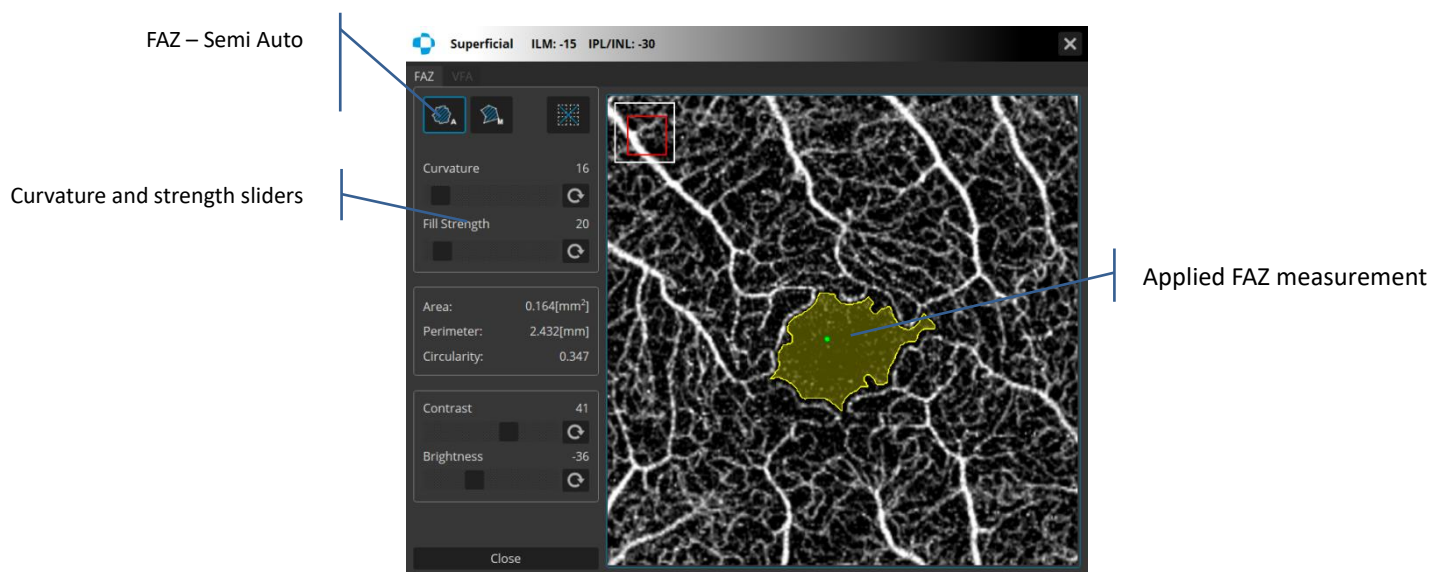 FAZ – Semi Auto
Superficial ILM: -15 IPL/INL: -30
FAZ VFA
A M
Curvature 16
Curvature and strength sliders
Fill Strength 20
Applied FAZ measurement
Area: 0.164[mm²]
Perimeter: 2.432[mm]
Circularity: 0.347
Contrast 41
Brightness -36
Close